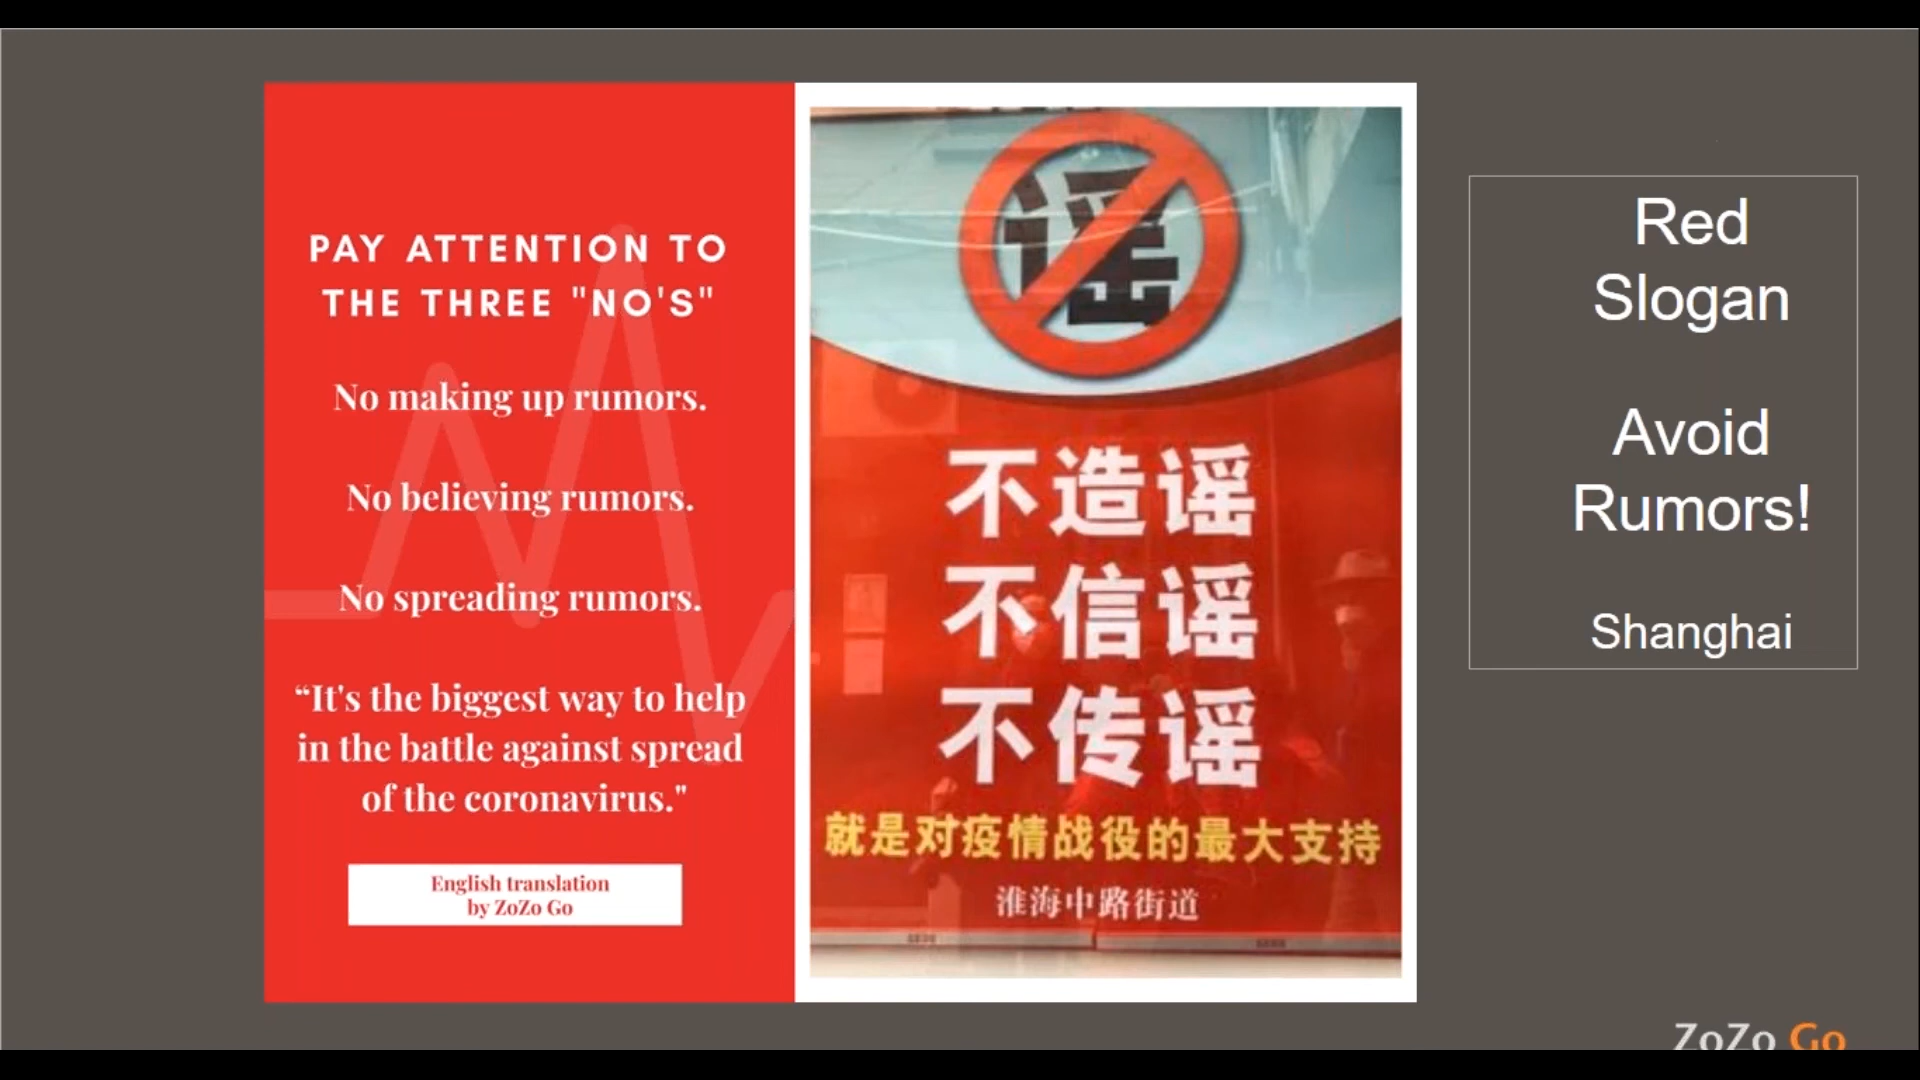 PAY ATTENTION TO
THE THREE "NO'S"
No making up rumors.
No believing rumors.
No spreading rumors.
“It's the biggest way to help
in the battle against spread
of the coronavirus."
English translation
by ZoZo Go
谣
不造谣
不信谣
不传谣
就是对疫情战役的最大支持
淮海中路街道
Red
Slogan
Avoid
Rumors!
Shanghai
ZoZo Go